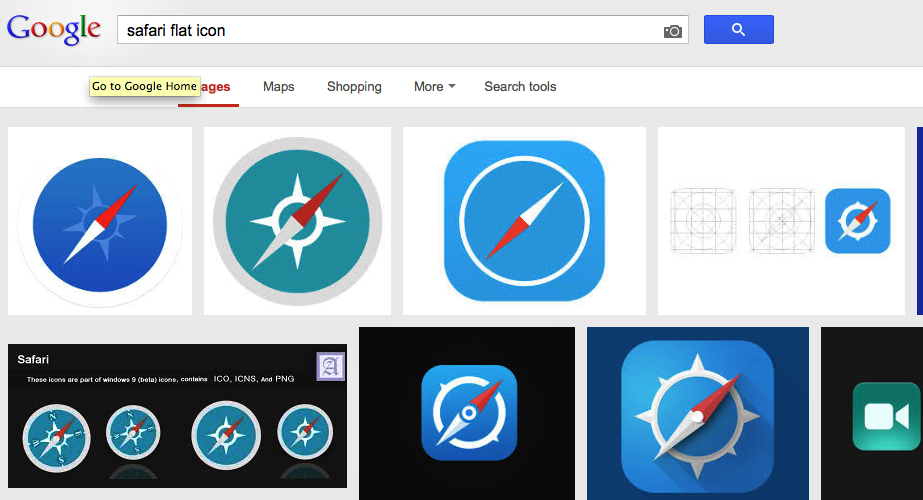 Google
safari flat icon
Go to Google Home
ages
Maps
Shopping
More
Search tools
Safari
These icons are part of windows 9 (beta) icons, contains .ICO, ICNS, And PNG
A